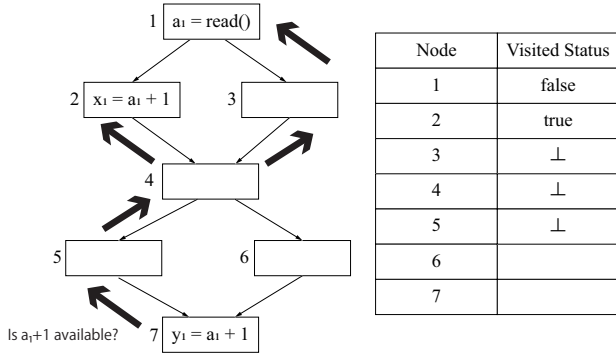 1 a₁ = read()
2 x₁ = a₁ + 1
3
4
5
6
Is a₁+1 available? 7 y₁ = a₁ + 1
Node Visited Status
1 false
2 true
3 ⊥
4 ⊥
5 ⊥
6
7